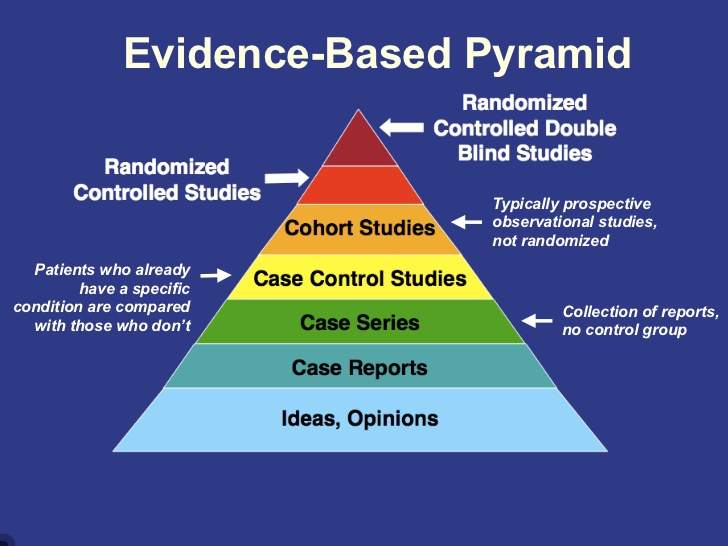 Evidence-Based Pyramid
Randomized
Controlled Double
Blind Studies
Randomized
Controlled Studies
Typically prospective
observational studies,
not randomized
Cohort Studies
Patients who already
have a specific
condition are compared
with those who don't
Case Control Studies
Collection of reports,
no control group
Case Series
Case Reports
Ideas, Opinions